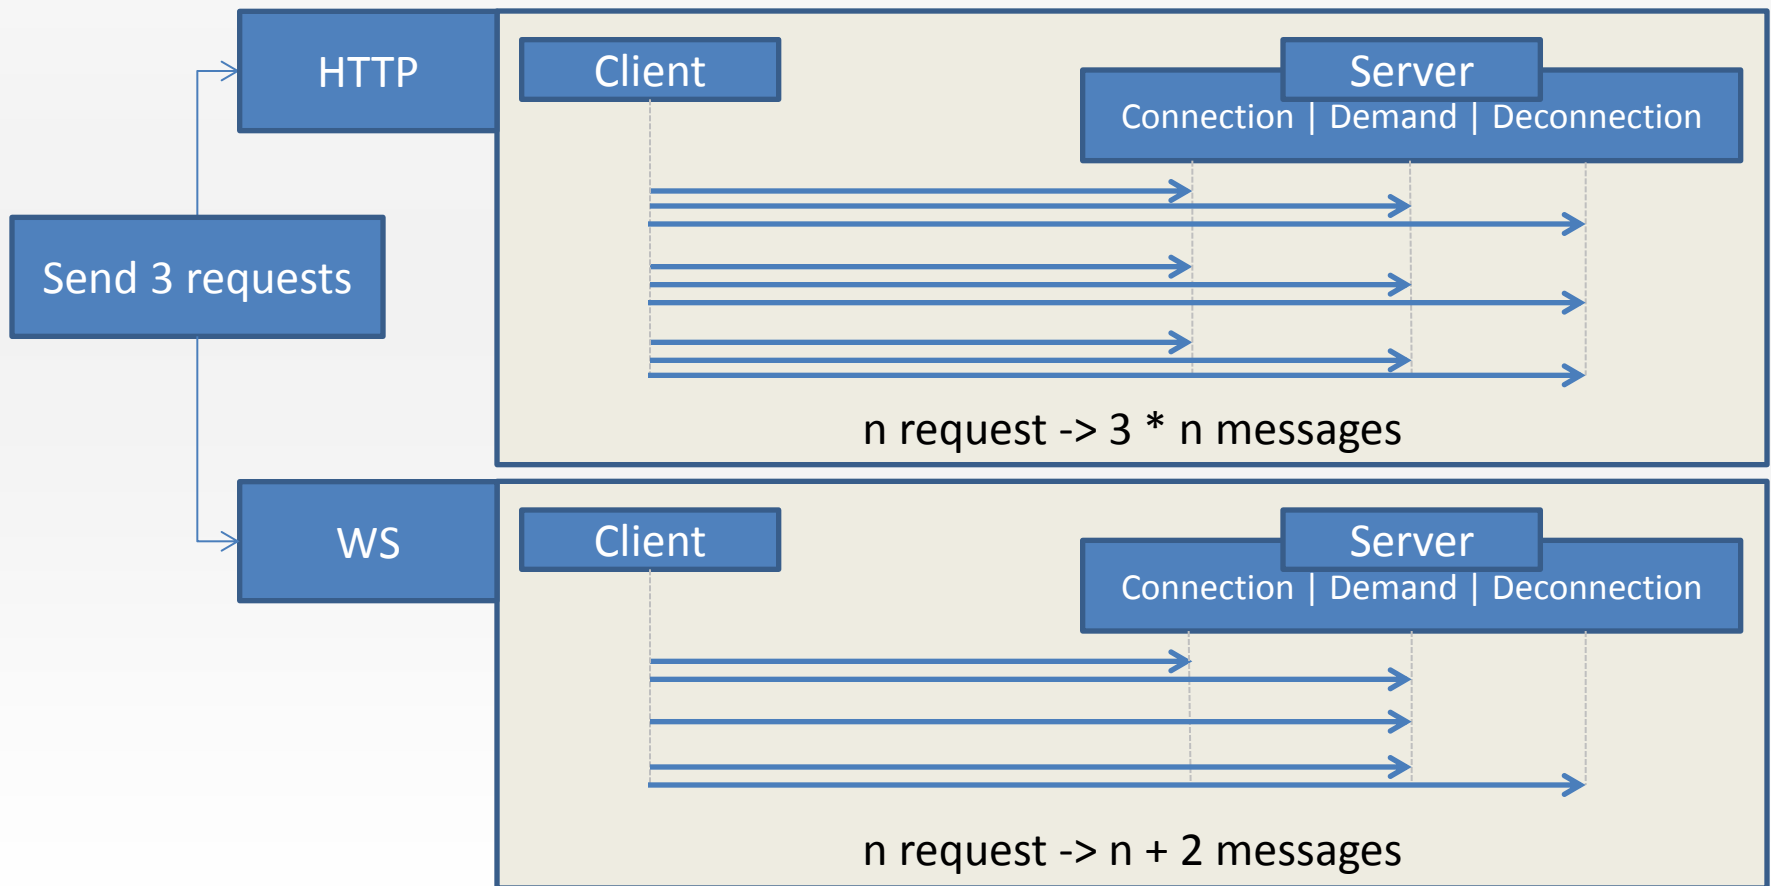 Send 3 requests
HTTP
Client
Server
Connection | Demand | Deconnection
n request -> 3 * n messages
WS
Client
Server
Connection | Demand | Deconnection
n request -> n + 2 messages